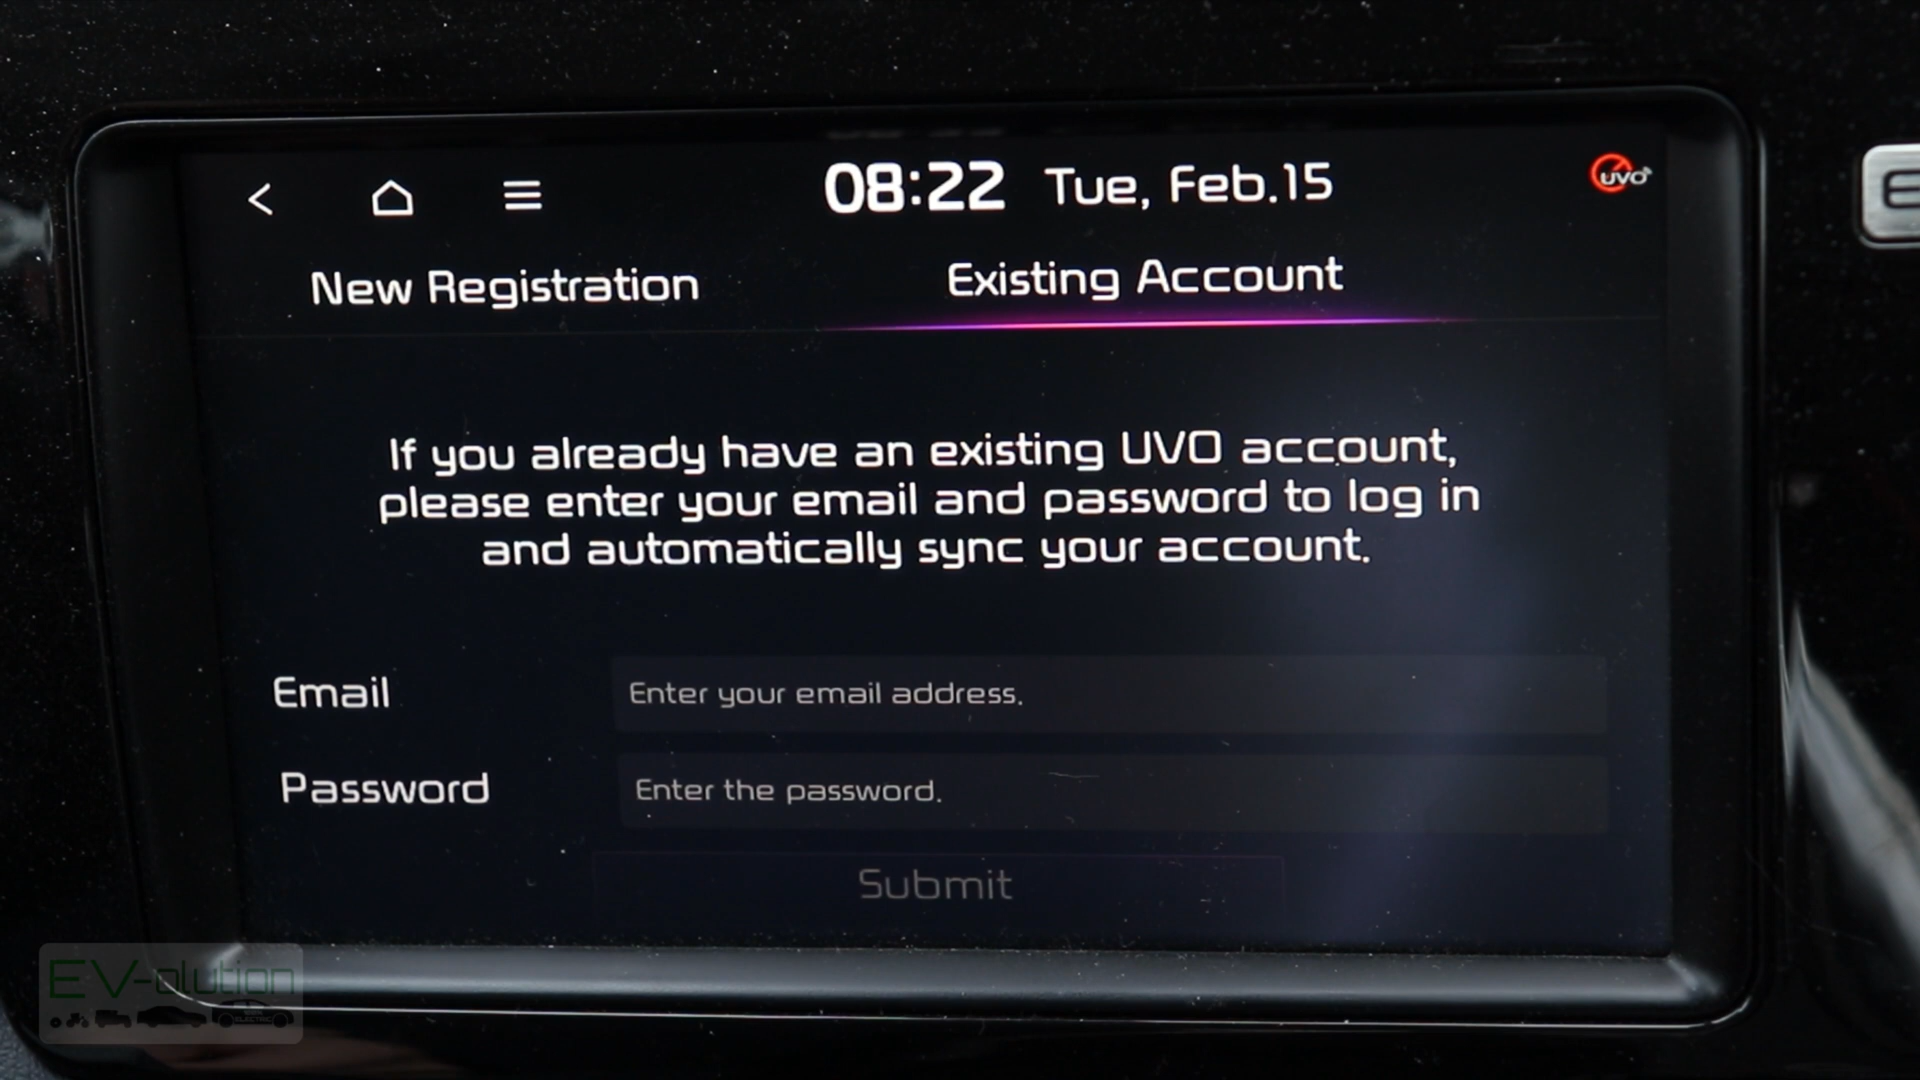 08:22 Tue, Feb.15
UVO
New Registration Existing Account
If you already have an existing UVO account,
please enter your email and password to log in
and automatically sync your account.
Email Enter your email address.
Password Enter the password.
Submit
EV-olution